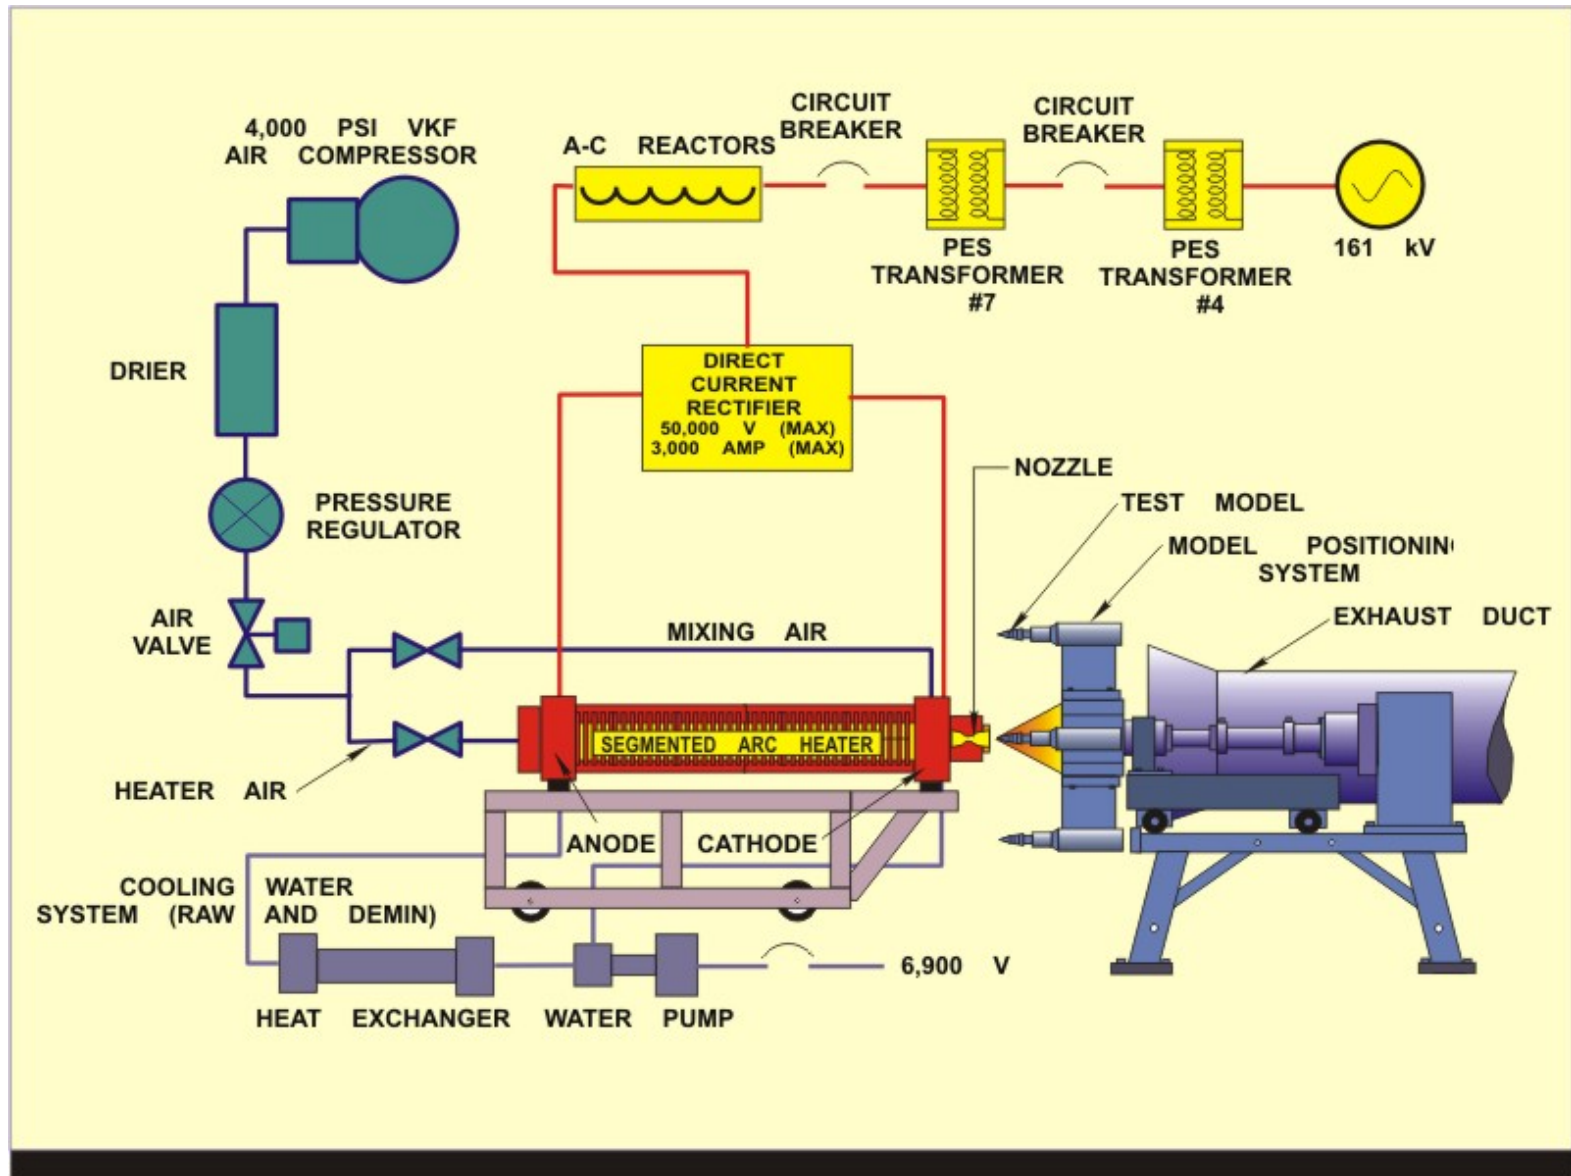 4,000 PSI VKF
AIR COMPRESSOR
DRIER
PRESSURE
REGULATOR
AIR
VALVE
HEATER AIR
MIXING AIR
A-C REACTORS
CIRCUIT
BREAKER
CIRCUIT
BREAKER
PES
TRANSFORMER
#7
PES
TRANSFORMER
#4
161 kV
DIRECT
CURRENT
RECTIFIER
50,000 V (MAX)
3,000 AMP (MAX)
NOZZLE
TEST MODEL
MODEL POSITIONING
SYSTEM
EXHAUST DUCT
SEGMENTED ARC HEATER
ANODE
CATHODE
COOLING WATER
SYSTEM (RAW AND DEMIN)
6,900 V
HEAT EXCHANGER
WATER PUMP